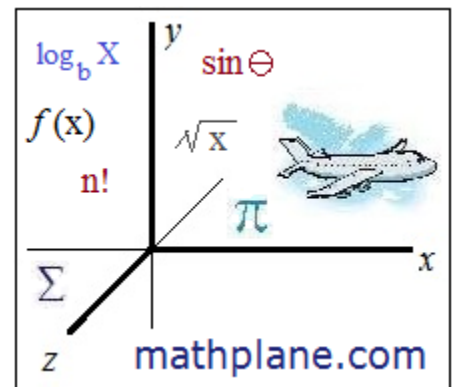 y
log_b X
sin ⊖
f(x)
√x
n!
π
x
Σ
z
mathplane.com